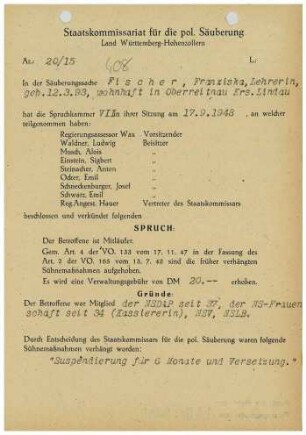 Staatskommissariat für die pol. Säuberung
Land Württemberg-Hohenzollern
Az. 20/15
608
L:
In der Säuberungssache Fischer, Franziska, Lehrerin,
geb. 12.3.93, wohnhaft in Oberreitnau Krs. Lindau
hat die Spruchkammer VII in ihrer Sitzung am 17.9.1948, an welcher
teilgenommen haben:
Regierungsassessor Was Vorsitzender
Waldner, Ludwig Beisitzer
Musch, Alois "
Einstein, Sigbert "
Steinacher, Anton "
Oster, Emil "
Schneckenburger, Josef "
Schwarz, Emil "
Reg.Angest. Hauer Vertreter des Staatskommissars
beschlossen und verkündet folgenden
SPRUCH:
Der Betroffene ist Mitläufer.
Gem. Art. 4 der VO. 133 vom 17. 11. 47 in der Fassung des
Art. 2 der VO. 165 vom 13. 7. 48 sind die früher verhängten
Sühnemaßnahmen aufgehoben.
Es wird eine Verwaltungsgebühr von DM 20.-- erhoben.
Gründe:
Der Betroffene war Mitglied der NSDAP seit 37, der NS-Frauen
schaft seit 34 (Kassiererin), NSV, NSLB.
Durch Entscheidung des Staatskommissars für die pol. Säuberung waren folgende
Sühnemaßnahmen verhängt worden:
"Suspendierung für 6 Monate und Versetzung."